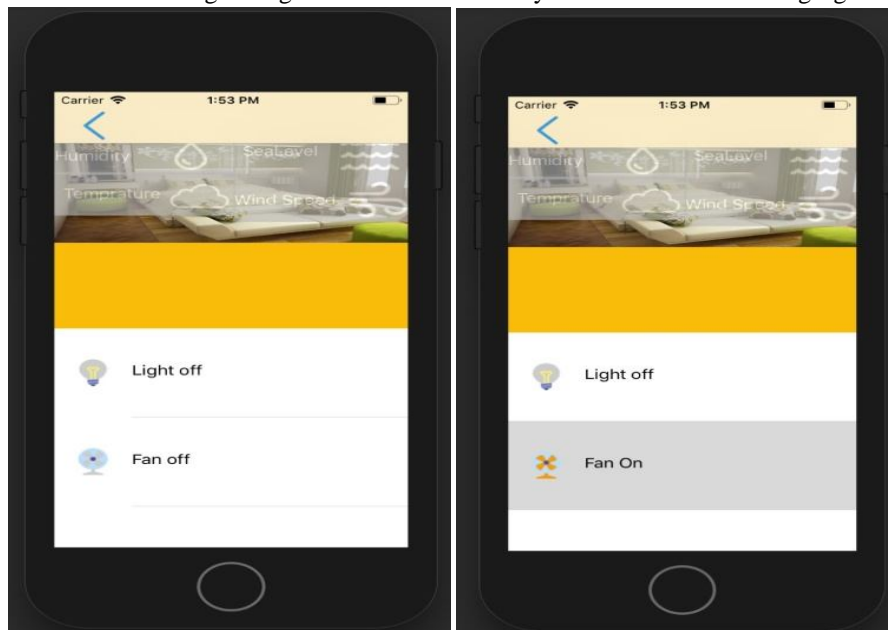 Carrier 1:53 PM
Humidity SeaLevel
Temprature Wind Speed
Light off
Fan off
Carrier 1:53 PM
Humidity SeaLevel
Temprature Wind Speed
Light off
Fan On